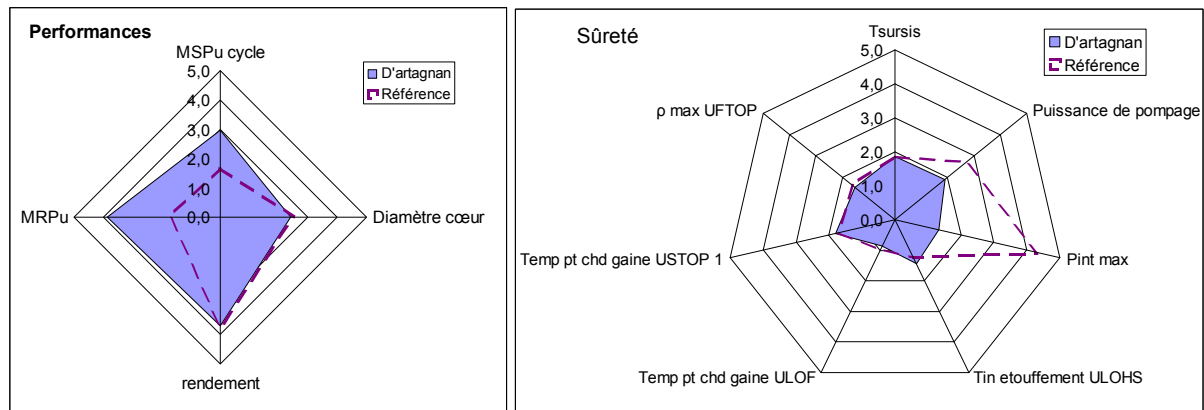 Performances
MSPu cycle
5,0
4,0
3,0
2,0
1,0
0,0
D'artagnan
Référence
MRPu
Diamètre cœur
rendement
Sûreté
Tsursis
5,0
4,0
3,0
2,0
1,0
0,0
D'artagnan
Référence
ρ max UFTOP
Puissance de pompage
Temp pt chd gaine USTOP 1
Pint max
Temp pt chd gaine ULOF
Tin etouffement ULOHS